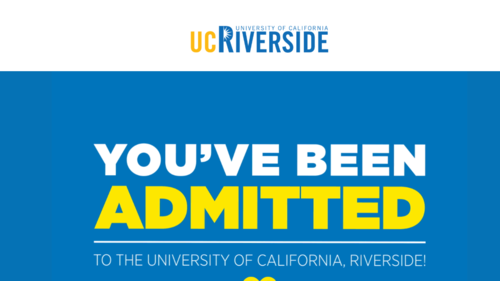 UNIVERSITY OF CALIFORNIA
UCRIVERSIDE
YOU'VE BEEN
ADMITTED
TO THE UNIVERSITY OF CALIFORNIA, RIVERSIDE!